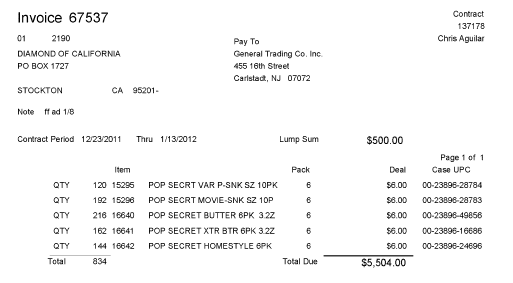 Invoice 67537
Contract
137178
Chris Aguilar
01 2190
DIAMOND OF CALIFORNIA
PO BOX 1727
STOCKTON CA 95201-
Pay To
General Trading Co. Inc.
455 16th Street
Carlstadt, NJ 07072
Note ff ad 1/8
Contract Period 12/23/2011 Thru 1/13/2012 Lump Sum $500.00
Page 1 of 1
Item Pack Deal Case UPC
QTY 120 15295 POP SECRT VAR P-SNK SZ 10PK 6 $6.00 00-23896-28784
QTY 192 15296 POP SECRT MOVIE-SNK SZ 10P 6 $6.00 00-23896-28783
QTY 216 16640 POP SECRET BUTTER 6PK 3.2Z 6 $6.00 00-23896-49856
QTY 162 16641 POP SECRET XTR BTR 6PK 3.2Z 6 $6.00 00-23896-16686
QTY 144 16642 POP SECRET HOMESTYLE 6PK 6 $6.00 00-23896-24696
Total 834 Total Due $5,504.00